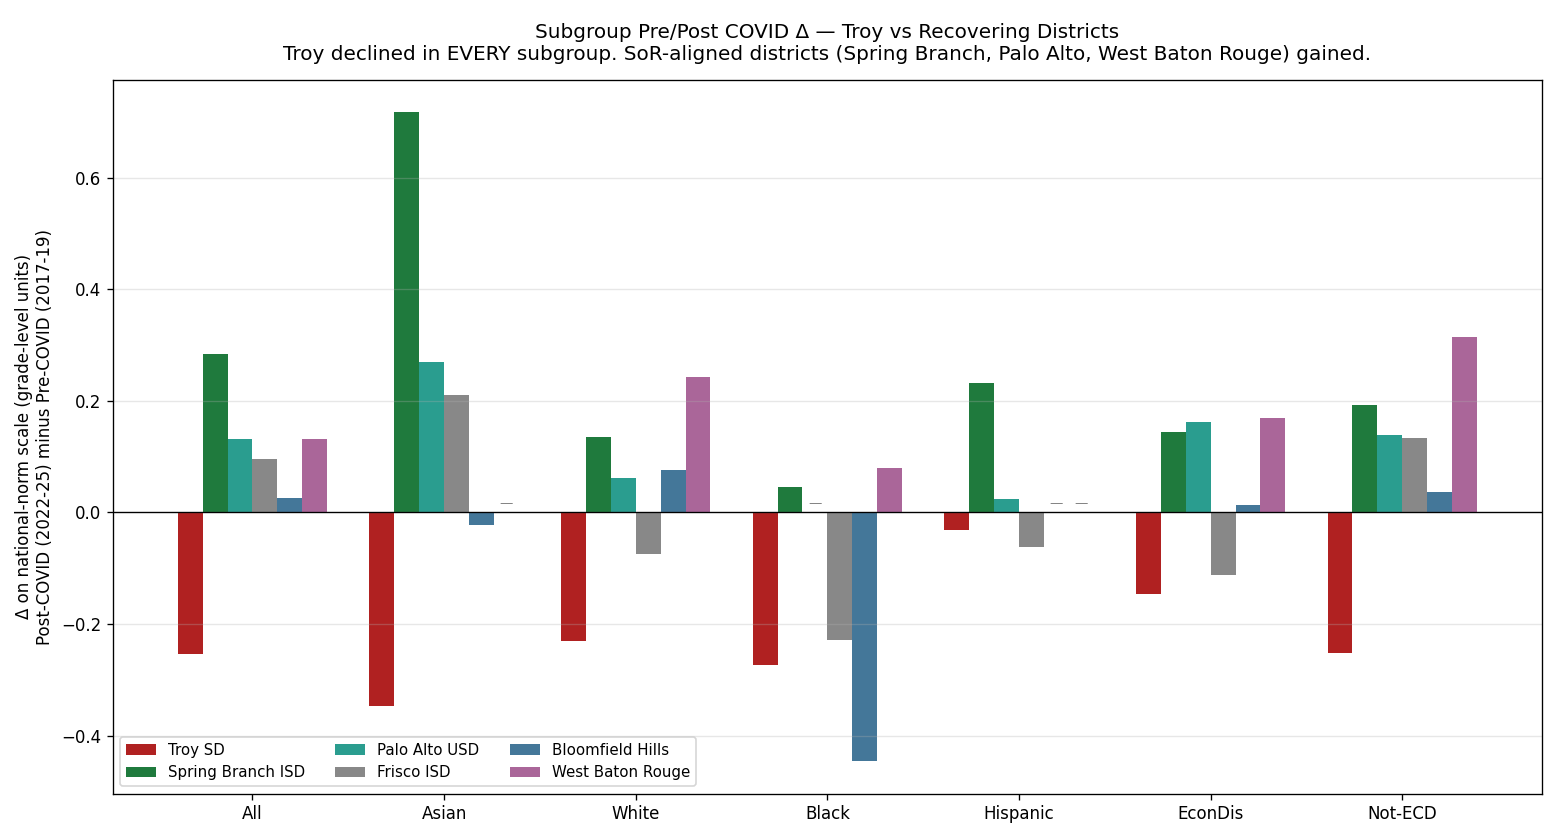 Subgroup Pre/Post COVID Δ — Troy vs Recovering Districts
Troy declined in EVERY subgroup. SoR-aligned districts (Spring Branch, Palo Alto, West Baton Rouge) gained.
Δ on national-norm scale (grade-level units)
Post-COVID (2022-25) minus Pre-COVID (2017-19)
0.6
0.4
0.2
0.0
−0.2
−0.4
Troy SD
Spring Branch ISD
Palo Alto USD
Frisco ISD
Bloomfield Hills
West Baton Rouge
All
Asian
White
Black
Hispanic
EconDis
Not-ECD